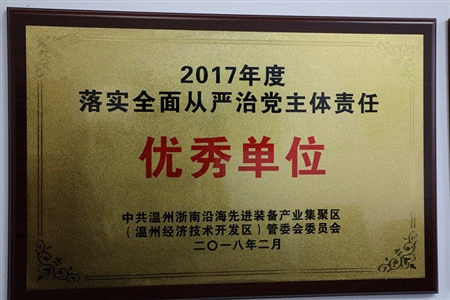 2017年度
落实全面从严治党主体责任
优秀单位
中共温州浙南沿海先进装备产业集聚区
（温州经济技术开发区）管委会委员会
二〇一八年二月